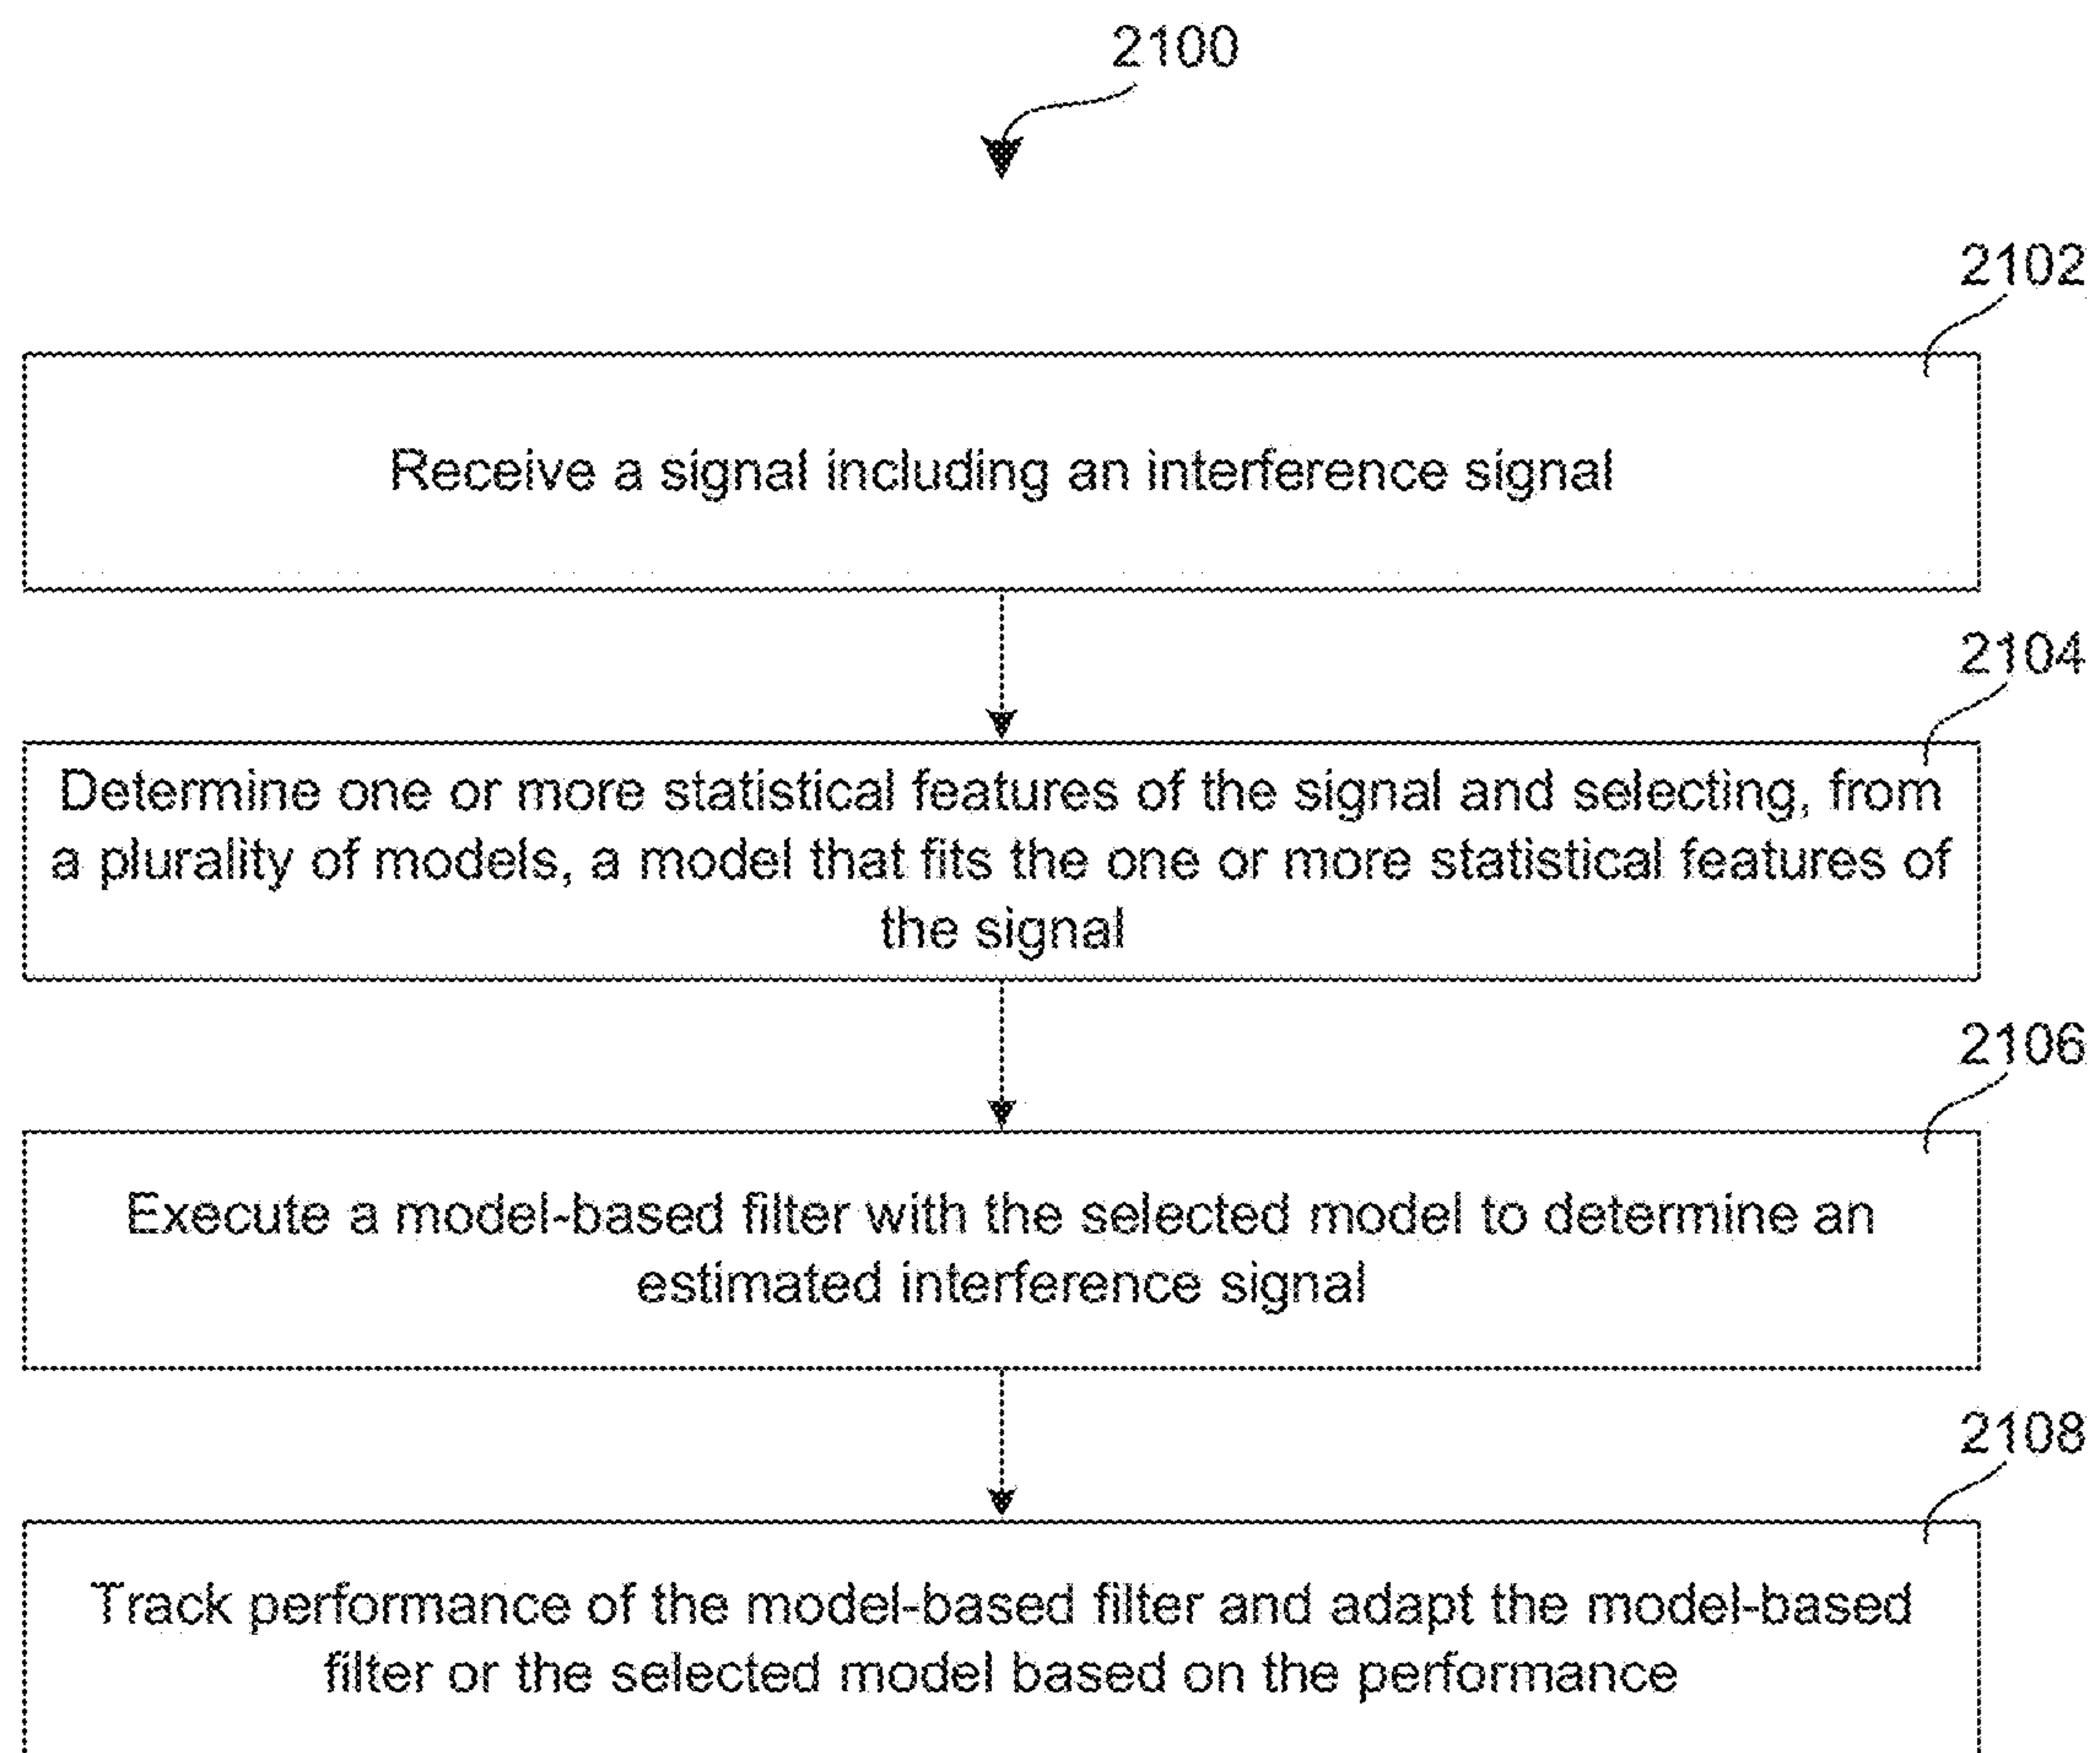 2100
2102
Receive a signal including an interference signal
2104
Determine one or more statistical features of the signal and selecting, from
a plurality of models, a model that fits the one or more statistical features of
the signal
2106
Execute a model-based filter with the selected model to determine an
estimated interference signal
2108
Track performance of the model-based filter and adapt the model-based
filter or the selected model based on the performance